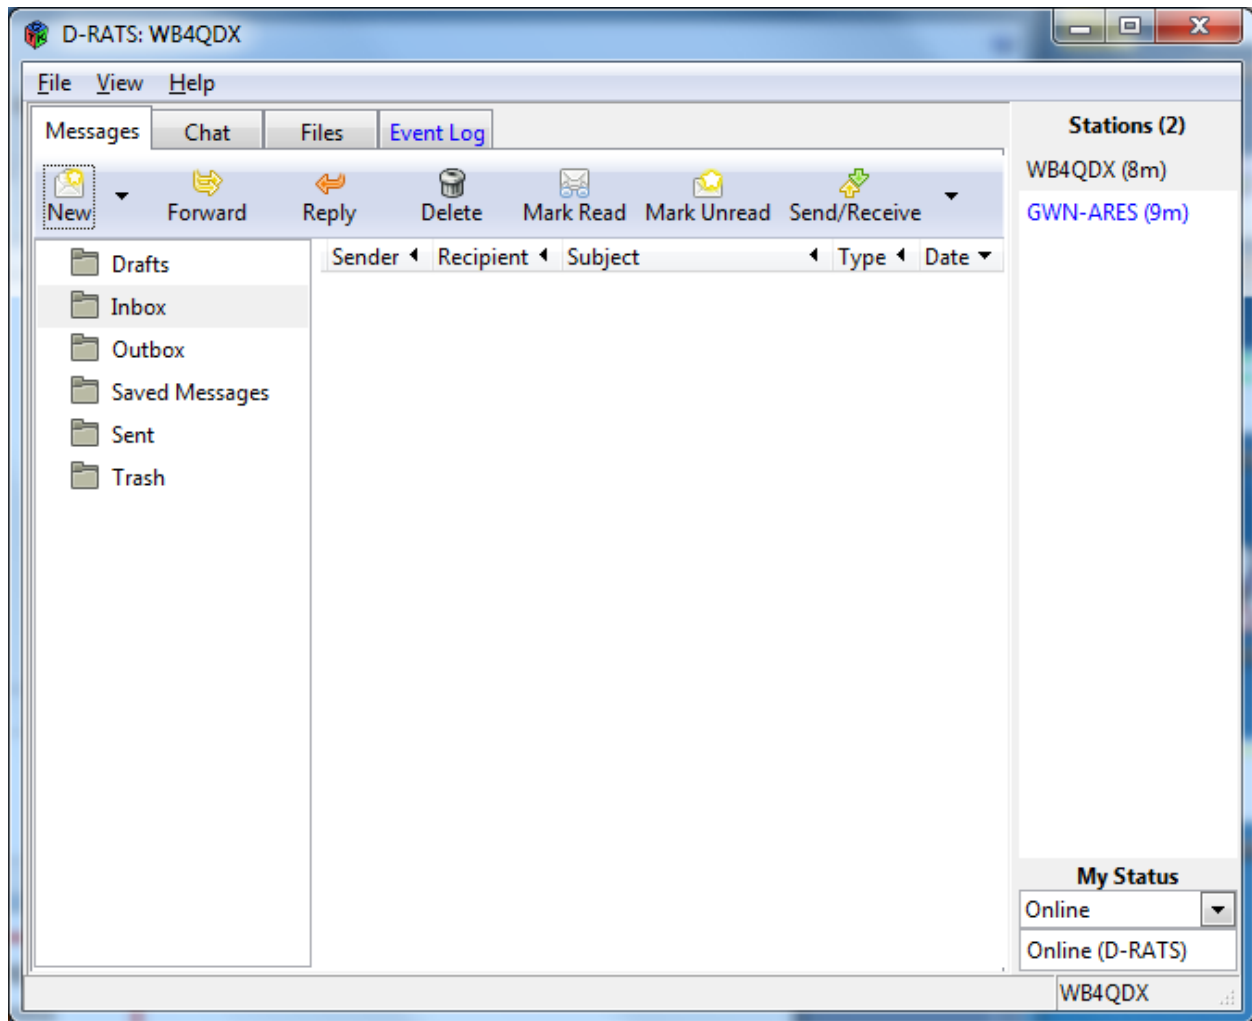 D-RATS: WB4QDX
File View Help
Messages Chat Files Event Log
New Forward Reply Delete Mark Read Mark Unread Send/Receive
Drafts
Inbox
Outbox
Saved Messages
Sent
Trash
Sender Recipient Subject Type Date
Stations (2)
WB4QDX (8m)
GWN-ARES (9m)
My Status
Online
Online (D-RATS)
WB4QDX